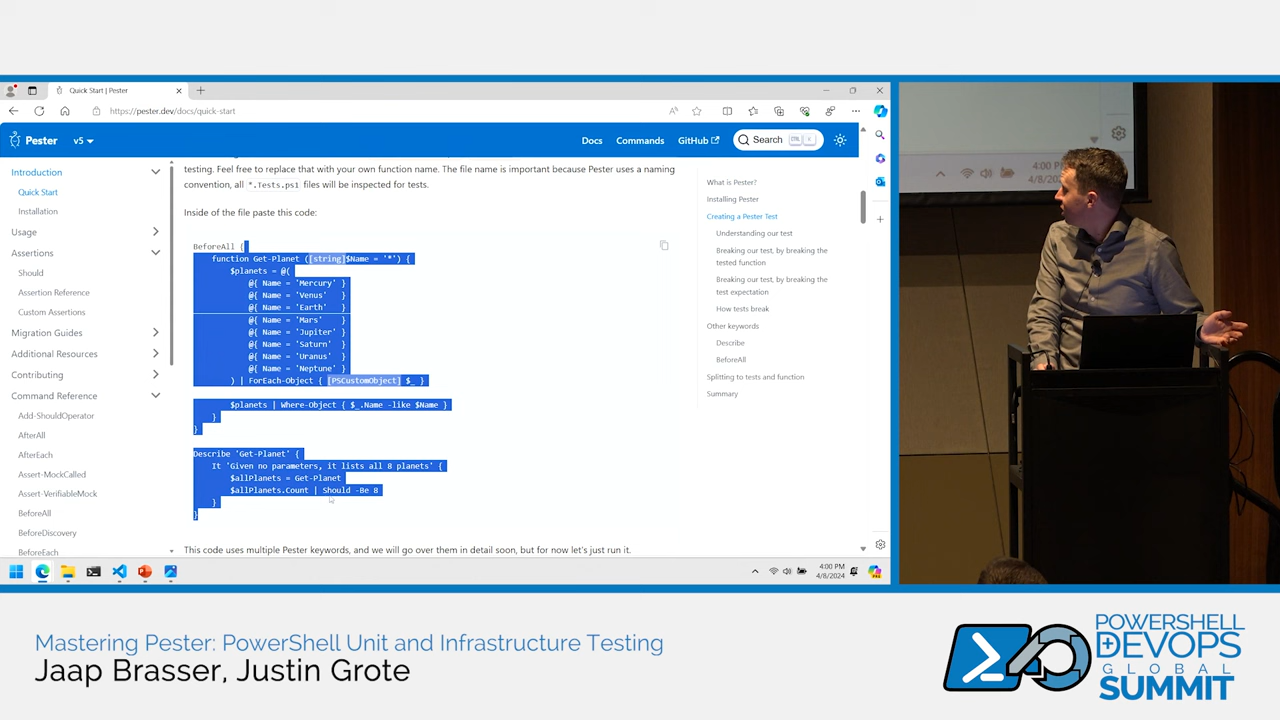 Quick Start | Pester
https://pester.dev/docs/quick-start
Pester
v5
Docs
Commands
GitHub
Search
CTRL
K
Introduction
Quick Start
Installation
Usage
Assertions
Should
Assertion Reference
Custom Assertions
Migration Guides
Additional Resources
Contributing
Command Reference
Add-ShouldOperator
AfterAll
AfterEach
Assert-MockCalled
Assert-VerifiableMock
BeforeAll
BeforeDiscovery
BeforeEach
testing. Feel free to replace that with your own function name. The file name is important because Pester uses a naming
convention, all *.Tests.ps1 files will be inspected for tests.
Inside of the file paste this code:
BeforeAll {
function Get-Planet ([string]$Name = '*') {
$planets = @(
@{ Name = 'Mercury' }
@{ Name = 'Venus' }
@{ Name = 'Earth' }
@{ Name = 'Mars' }
@{ Name = 'Jupiter' }
@{ Name = 'Saturn' }
@{ Name = 'Uranus' }
@{ Name = 'Neptune' }
) | ForEach-Object { [PSCustomObject] $_ }
$planets | Where-Object { $_.Name -like $Name }
}
}
Describe 'Get-Planet' {
It 'Given no parameters, it lists all 8 planets' {
$allPlanets = Get-Planet
$allPlanets.Count | Should -Be 8
}
}
This code uses multiple Pester keywords, and we will go over them in detail soon, but for now let's just run it.
What is Pester?
Installing Pester
Creating a Pester Test
Understanding our test
Breaking our test, by breaking the
tested function
Breaking our test, by breaking the
test expectation
How tests break
Other keywords
Describe
BeforeAll
Splitting to tests and function
Summary
4:00 PM
4/8/2024
4:00 PM
4/8/2024
Mastering Pester: PowerShell Unit and Infrastructure Testing
Jaap Brasser, Justin Grote
POWERSHELL
DEVOPS
GLOBAL
SUMMIT